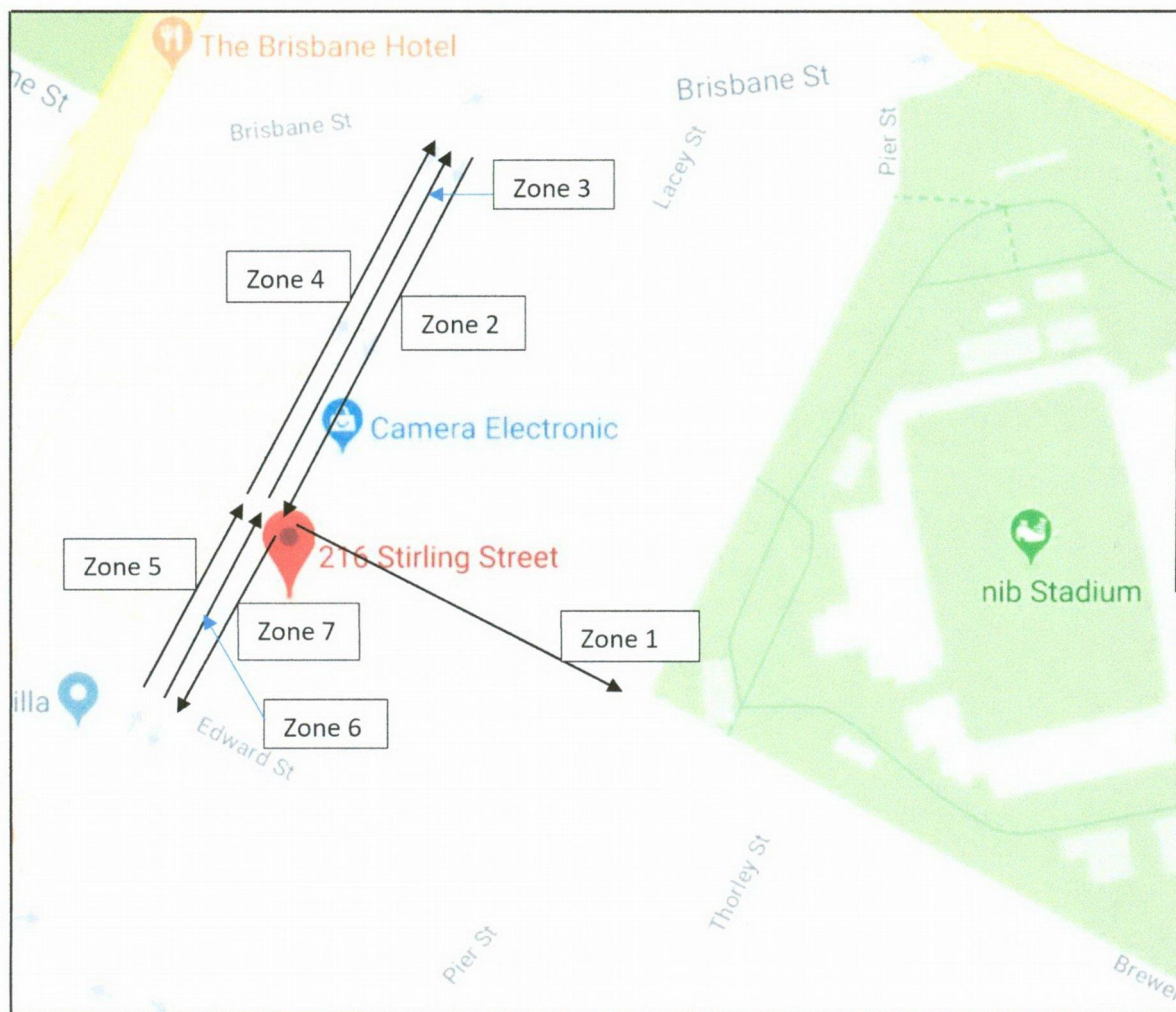 The Brisbane Hotel
ne St
Brisbane St
Brisbane St
Lacey St
Pier St
Zone 3
Zone 4
Zone 2
Camera Electronic
216 Stirling Street
Zone 5
Zone 7
Zone 1
nib Stadium
illa
Zone 6
Edward St
Thorley St
Pier St
Brewe